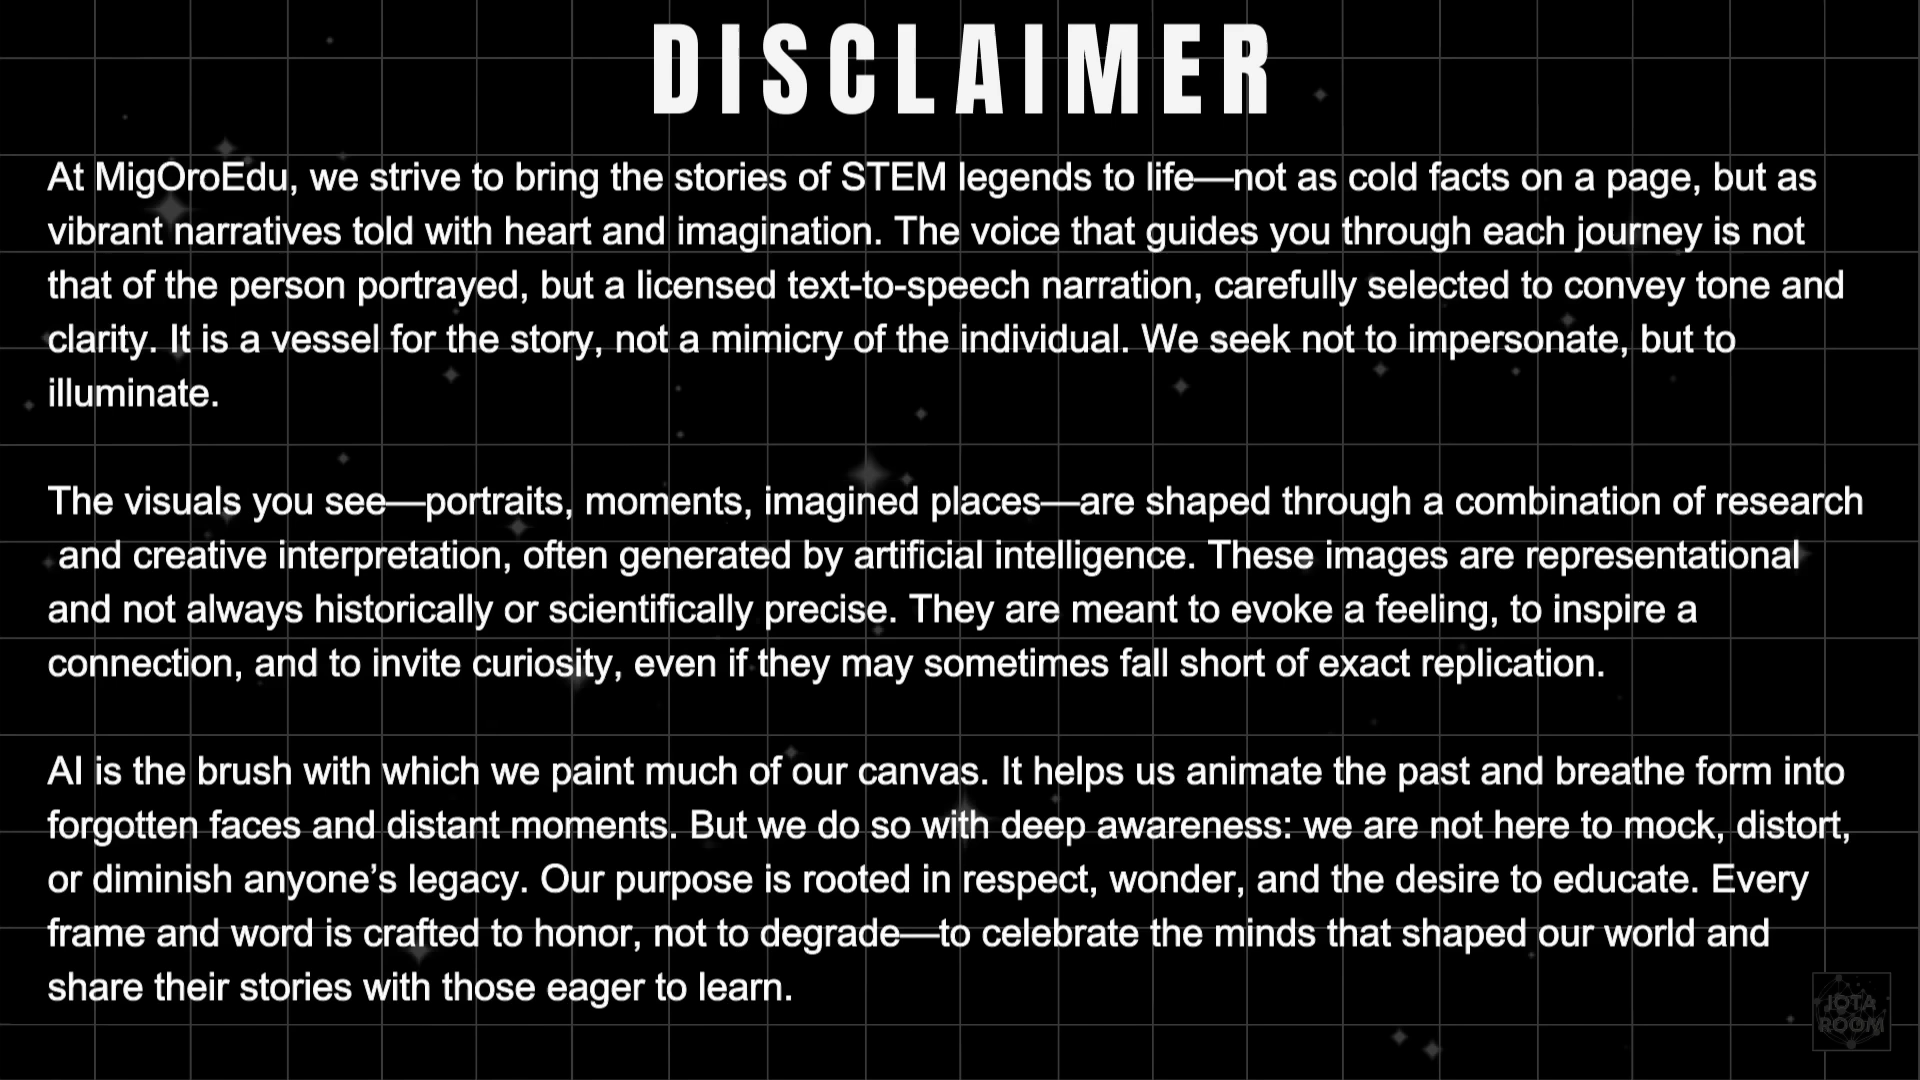 DISCLAIMER
At MigOroEdu, we strive to bring the stories of STEM legends to life—not as cold facts on a page, but as
vibrant narratives told with heart and imagination. The voice that guides you through each journey is not
that of the person portrayed, but a licensed text-to-speech narration, carefully selected to convey tone and
clarity. It is a vessel for the story, not a mimicry of the individual. We seek not to impersonate, but to
illuminate.
The visuals you see—portraits, moments, imagined places—are shaped through a combination of research
and creative interpretation, often generated by artificial intelligence. These images are representational
and not always historically or scientifically precise. They are meant to evoke a feeling, to inspire a
connection, and to invite curiosity, even if they may sometimes fall short of exact replication.
AI is the brush with which we paint much of our canvas. It helps us animate the past and breathe form into
forgotten faces and distant moments. But we do so with deep awareness: we are not here to mock, distort,
or diminish anyone’s legacy. Our purpose is rooted in respect, wonder, and the desire to educate. Every
frame and word is crafted to honor, not to degrade—to celebrate the minds that shaped our world and
share their stories with those eager to learn.
IOTA
ROOM